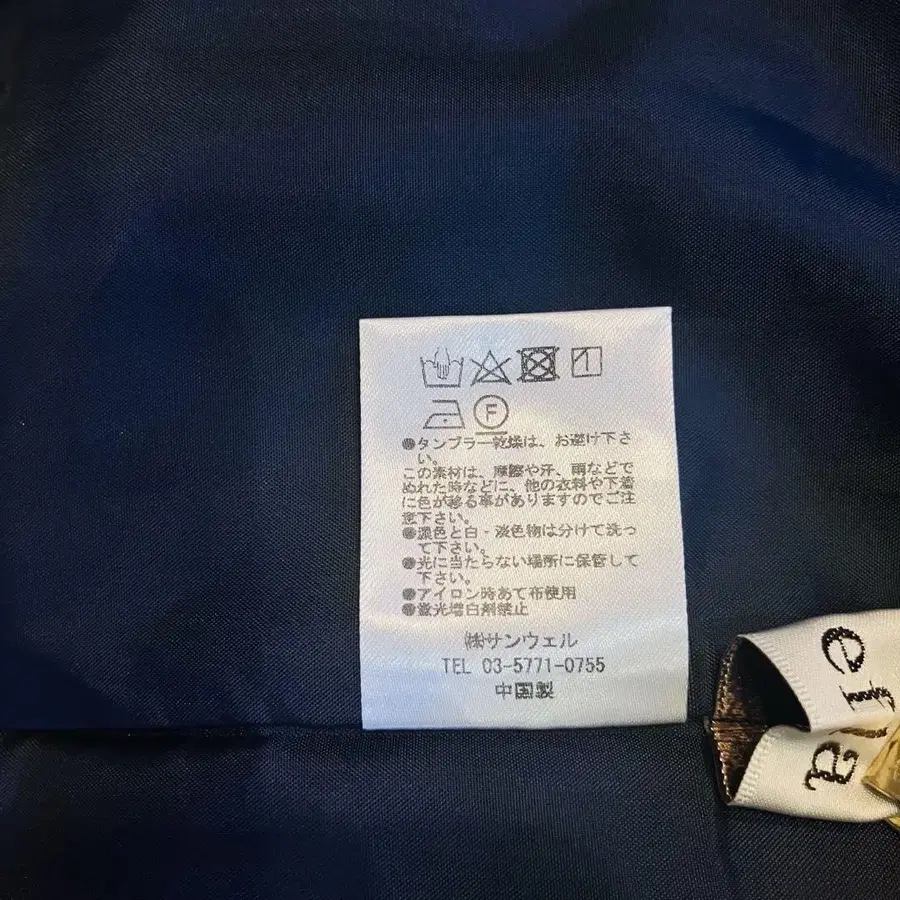 F
●タンブラー乾燥は、お避け下さ
い。
この素材は、摩擦や汗、雨などで
ぬれた時などに、他の衣料や下着
に色が移る事がありますのでご注
意下さい。
●濃色と白・淡色物は分けて洗っ
て下さい。
●光に当たらない場所に保管して
下さい。
●アイロン時あて布使用
●蛍光増白剤禁止
㈱サンウェル
TEL 03-5771-0755
中国製
e
a